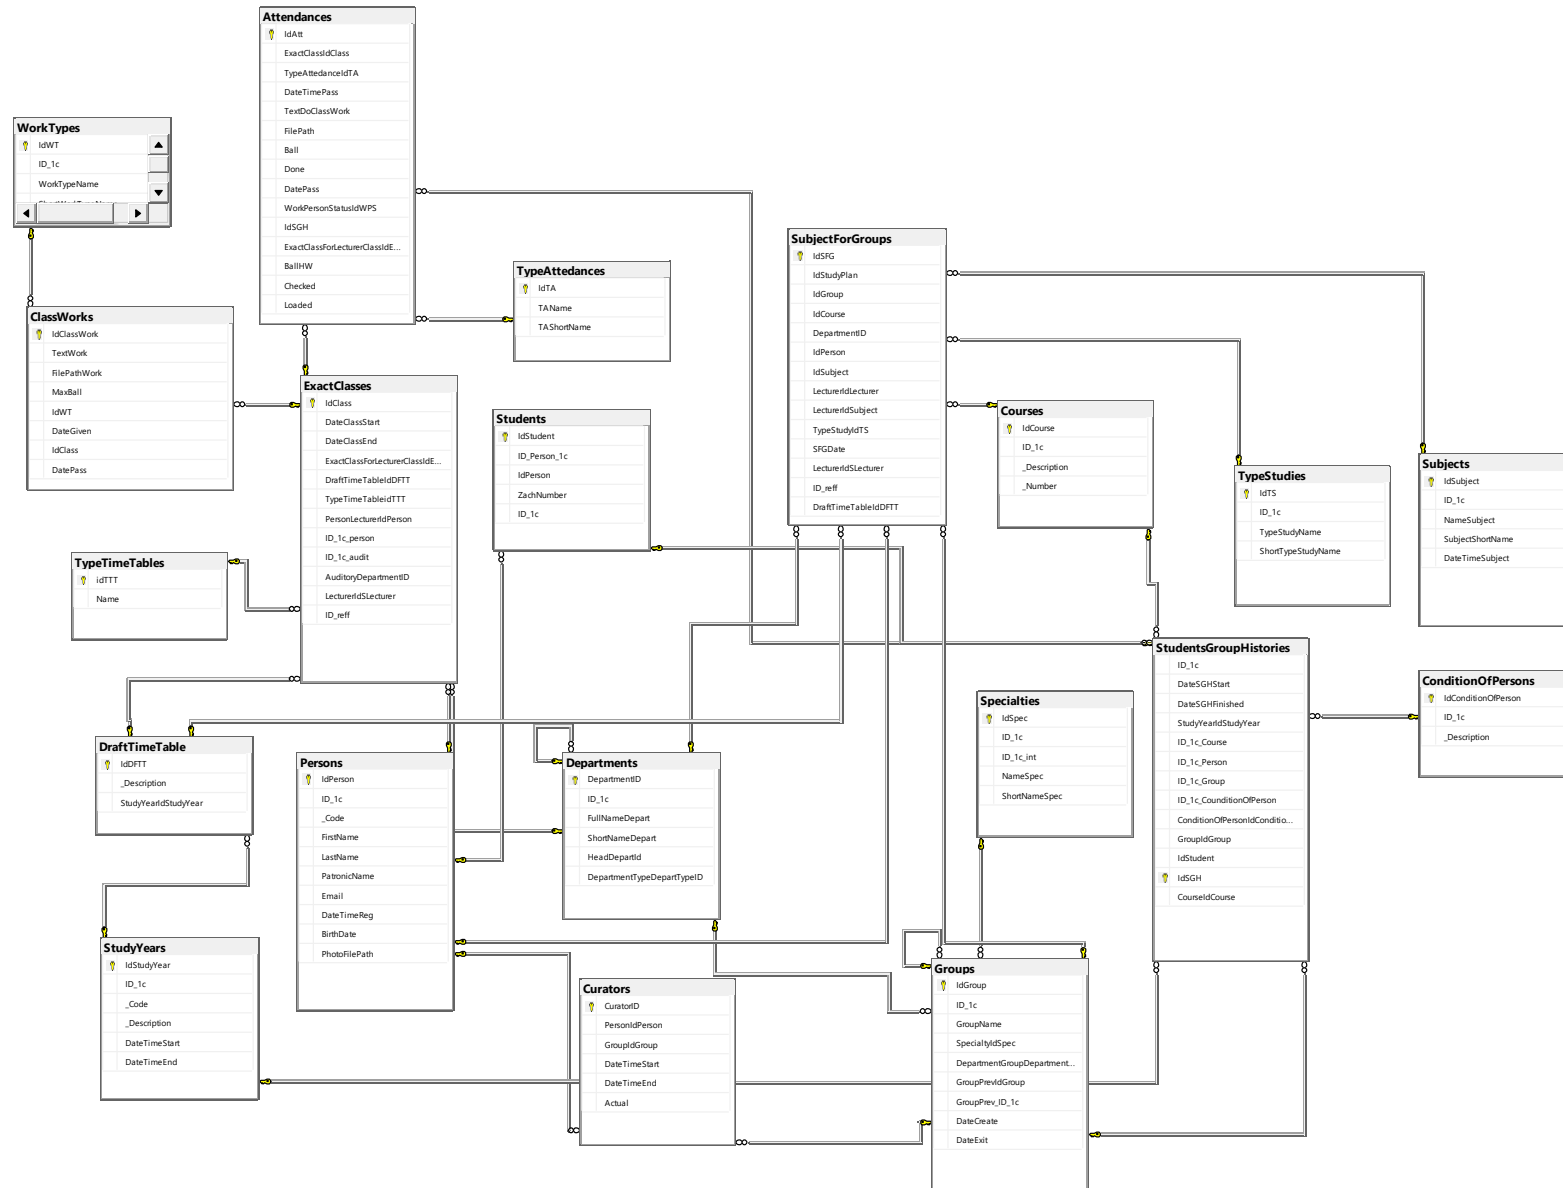 Attendances
IdAtt
ExactClassIdClass
TypeAttedanceIdTA
DateTimePass
TextDoClassWork
FilePath
Ball
Done
DatePass
WorkPersonStatusIdWPS
IdSGH
ExactClassForLecturerClassIdE...
BallHW
Checked
Loaded
WorkTypes
IdWT
ID_1c
WorkTypeName
TypeAttedances
IdTA
TAName
TAShortName
SubjectForGroups
IdSFG
IdStudyPlan
IdGroup
IdCourse
DepartmentID
IdPerson
IdSubject
LecturerIdLecturer
LecturerIdSubject
TypeStudyIdTS
SFGDate
LecturerIdSLecturer
ID_reff
DraftTimeTableIdDFTT
ClassWorks
IdClassWork
TextWork
FilePathWork
MaxBall
IdWT
DateGiven
IdClass
DatePass
ExactClasses
IdClass
DateClassStart
DateClassEnd
ExactClassForLecturerClassIdE...
DraftTimeTableIdDFTT
TypeTimeTableidTTT
PersonLecturerIdPerson
ID_1c_person
ID_1c_audit
AuditoryDepartmentID
LecturerIdSLecturer
ID_reff
Students
IdStudent
ID_Person_1c
IdPerson
ZachNumber
ID_1c
Courses
IdCourse
ID_1c
_Description
_Number
TypeStudies
IdTS
ID_1c
TypeStudyName
ShortTypeStudyName
Subjects
IdSubject
ID_1c
NameSubject
SubjectShortName
DateTimeSubject
TypeTimeTables
idTTT
Name
StudentsGroupHistories
ID_1c
DateSGHStart
DateSGHFinished
StudyYearIdStudyYear
ID_1c_Course
ID_1c_Person
ID_1c_Group
ID_1c_CounditionOfPerson
ConditionOfPersonIdConditio...
GroupIdGroup
IdStudent
IdSGH
CourseIdCourse
ConditionOfPersons
IdConditionOfPerson
ID_1c
_Description
Specialties
IdSpec
ID_1c
ID_1c_int
NameSpec
ShortNameSpec
DraftTimeTable
IdDFTT
_Description
StudyYearIdStudyYear
Persons
IdPerson
ID_1c
_Code
FirstName
LastName
PatronicName
Email
DateTimeReg
BirthDate
PhotoFilePath
Departments
DepartmentID
ID_1c
FullNameDepart
ShortNameDepart
HeadDepartId
DepartmentTypeDepartTypeID
StudyYears
IdStudyYear
ID_1c
_Code
_Description
DateTimeStart
DateTimeEnd
Curators
CuratorID
PersonIdPerson
GroupIdGroup
DateTimeStart
DateTimeEnd
Actual
Groups
IdGroup
ID_1c
GroupName
SpecialtyIdSpec
DepartmentGroupDepartment...
GroupPrevIdGroup
GroupPrev_ID_1c
DateCreate
DateExit